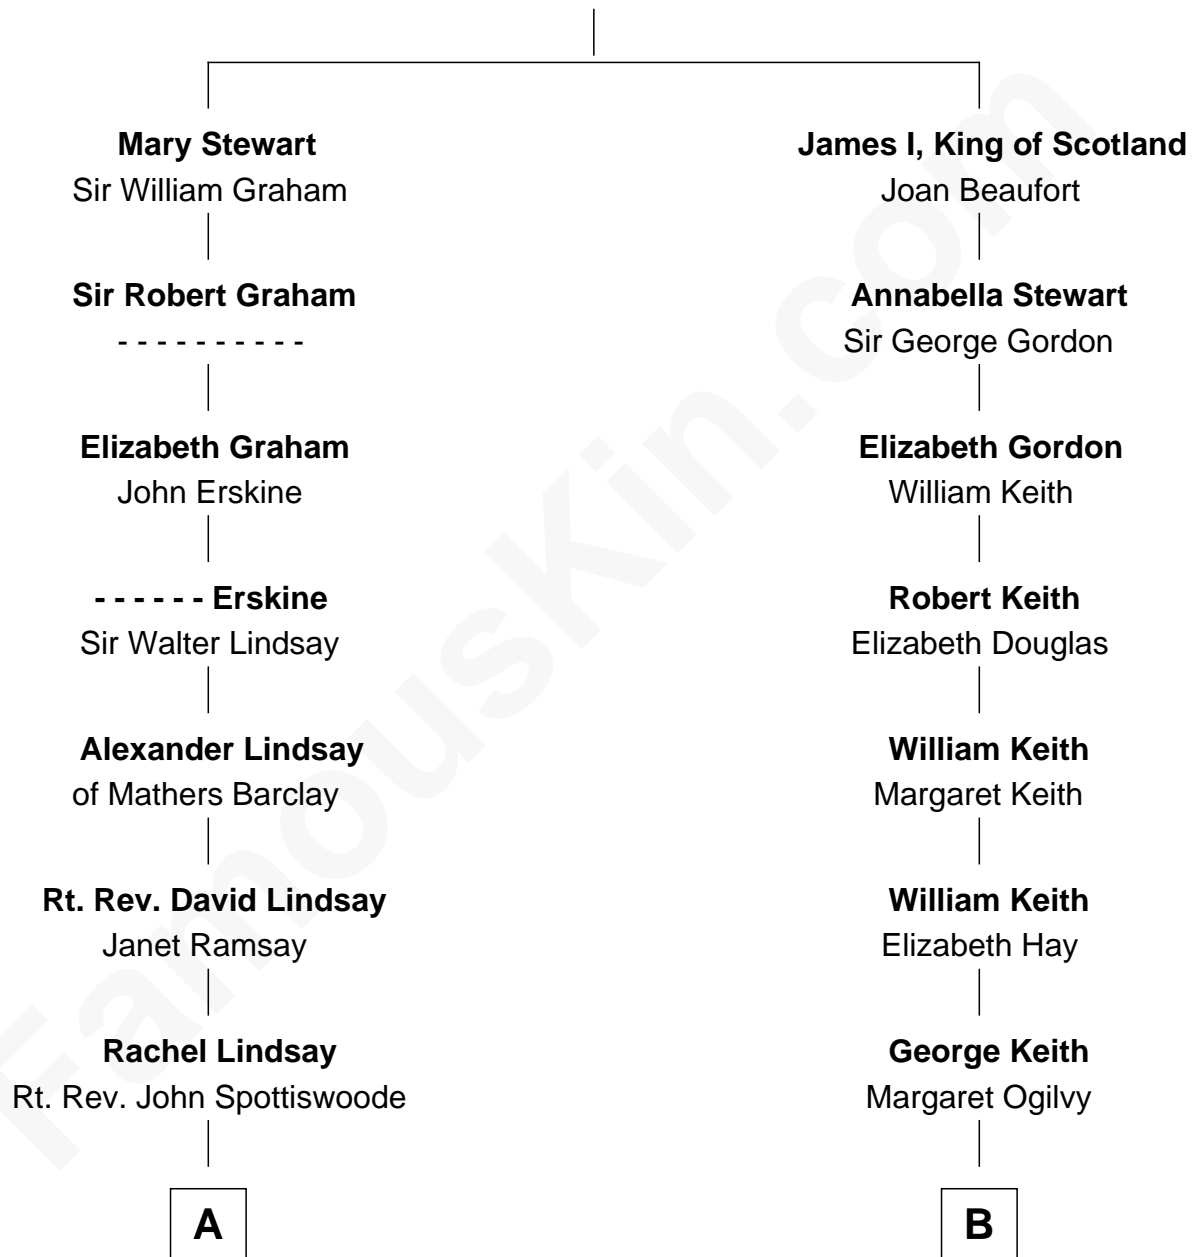 Mary Stewart
Sir William Graham
Sir Robert Graham
- - - - - - - - - -
Elizabeth Graham
John Erskine
- - - - - - Erskine
Sir Walter Lindsay
Alexander Lindsay
of Mathers Barclay
Rt. Rev. David Lindsay
Janet Ramsay
Rachel Lindsay
Rt. Rev. John Spottiswoode
A
James I, King of Scotland
Joan Beaufort
Annabella Stewart
Sir George Gordon
Elizabeth Gordon
William Keith
Robert Keith
Elizabeth Douglas
William Keith
Margaret Keith
William Keith
Elizabeth Hay
George Keith
Margaret Ogilvy
B
FamousKin.com